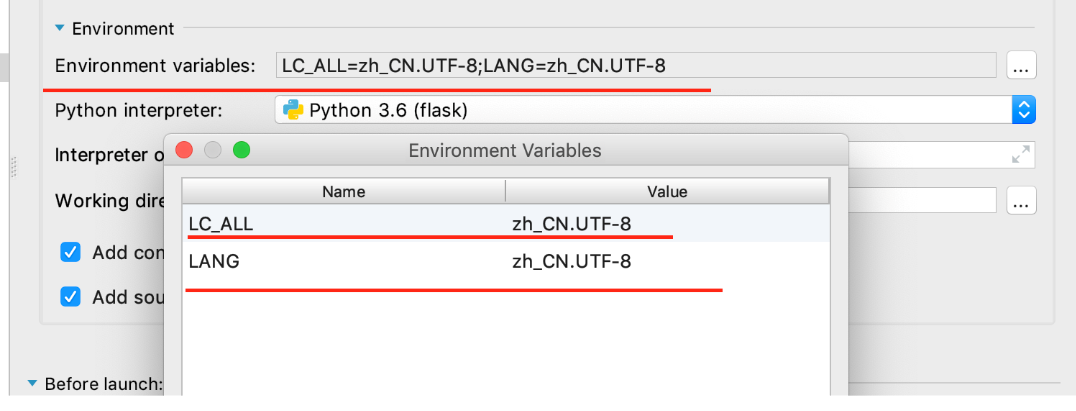 Environment
Environment variables: LC_ALL=zh_CN.UTF-8;LANG=zh_CN.UTF-8 ...
Python interpreter: Python 3.6 (flask)
Interpreter o
Environment Variables
Working dire ...
Name Value
LC_ALL zh_CN.UTF-8
Add con
LANG zh_CN.UTF-8
Add sou
Before launch: